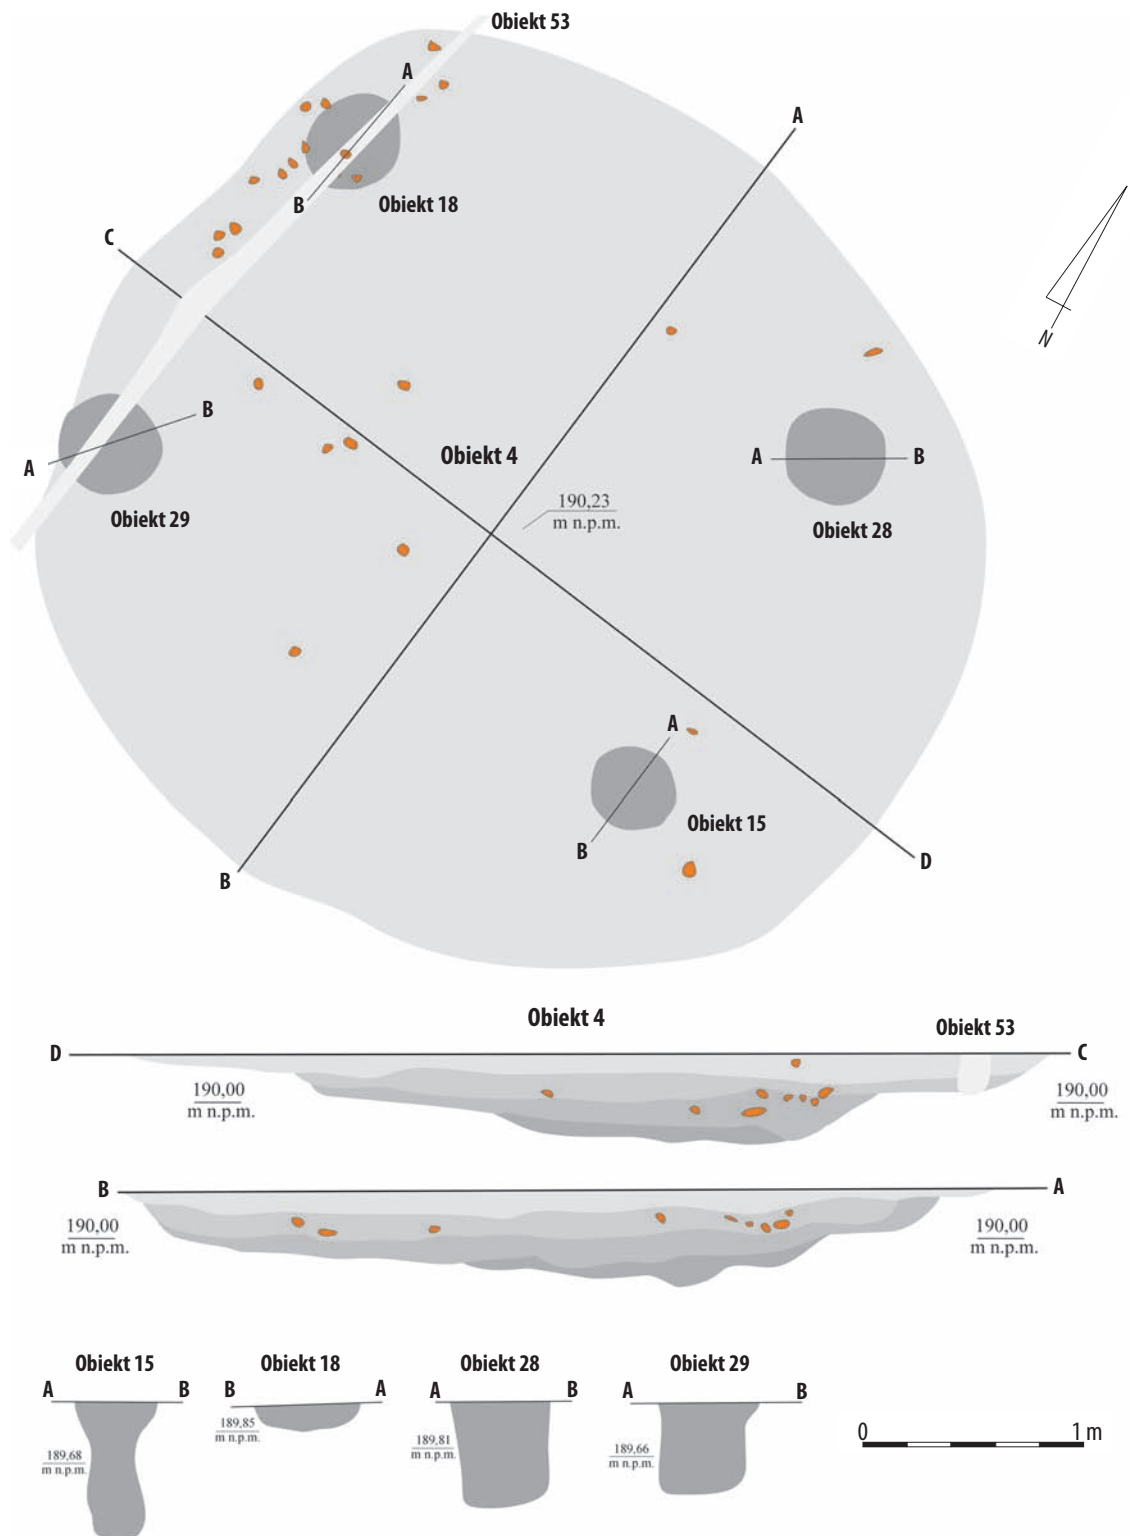 Obiekt 53
A
A
B
Obiekt 18
C
N
B
A
Obiekt 4
A
B
190,23
m n.p.m.
Obiekt 29
Obiekt 28
A
Obiekt 15
B
D
B
Obiekt 4
Obiekt 53
D
C
190,00
m n.p.m.
190,00
m n.p.m.
B
A
190,00
m n.p.m.
190,00
m n.p.m.
Obiekt 15
Obiekt 18
Obiekt 28
Obiekt 29
A
B
B
A
A
B
A
B
189,68
m n.p.m.
189,85
m n.p.m.
189,81
m n.p.m.
189,66
m n.p.m.
0
1 m